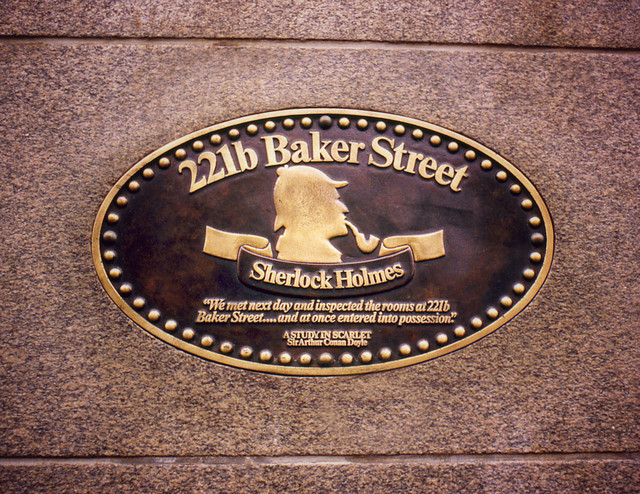 221b Baker Street
Sherlock Holmes
"We met next day and inspected the rooms at 221b
Baker Street.... and at once entered into possession."
A STUDY IN SCARLET
Sir Arthur Conan Doyle